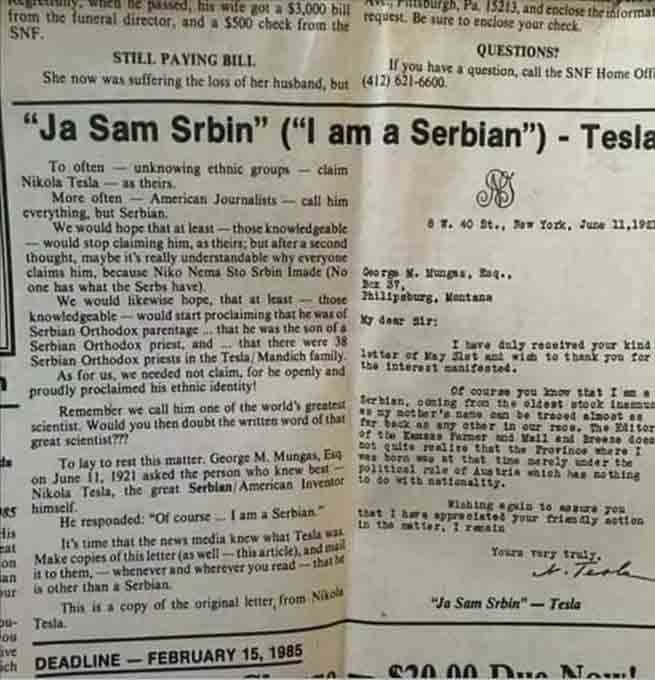 when he passed, his wife got a $3,000 bill
from the funeral director, and a $500 check from the
SNF.
STILL PAYING BILL
She now was suffering the loss of her husband, but
Pittsburgh, Pa. 15213, and enclose the informat
request. Be sure to enclose your check.
QUESTIONS?
If you have a question, call the SNF Home Offi
(412) 621-6600.
“Ja Sam Srbin” (“I am a Serbian”) - Tesla
To often — unknowing ethnic groups — claim
Nikola Tesla — as theirs.
More often — American Journalists — call him
everything, but Serbian.
We would hope that at least — those knowledgeable
— would stop claiming him, as theirs; but after a second
thought, maybe it's really understandable why everyone
claims him, because Niko Nema Sto Srbin Imade (No
one has what the Serbs have).
We would likewise hope, that at least — those
knowledgeable — would start proclaiming that he was of
Serbian Orthodox parentage ... that he was the son of a
Serbian Orthodox priest, and ... that there were 38
Serbian Orthodox priests in the Tesla/Mandich family.
As for us, we needed not claim, for he openly and
proudly proclaimed his ethnic identity!
Remember we call him one of the world's greatest
scientist. Would you then doubt the written word of that
great scientist???
To lay to rest this matter. George M. Mungas, Esq
on June 11, 1921 asked the person who knew best —
Nikola Tesla, the great Serbian/American Inventor
himself.
He responded: “Of course ... I am a Serbian.”
It's time that the news media knew what Tesla was.
Make copies of this letter (as well — this article), and mail
it to them, — whenever and wherever you read — that he
is other than a Serbian.
This is a copy of the original letter, from Nikola
Tesla.
DEADLINE — FEBRUARY 15, 1985
NT
8 W. 40 St., New York, June 11,192
George M. Mungas, Esq.,
Box 37,
Philipsburg, Montana
My dear Sir:
I have duly received your kind
letter of May 31st and wish to thank you for
the interest manifested.
Of course you know that I am a
Serbian, coming from the oldest stock inasmuc
as my mother's name can be traced almost as
far back as any other in our race. The Editor
of the Kansas Farmer and Mail and Breeze does
not quite realize that the Province where I
was born was at that time merely under the
political rule of Austria which has nothing
to do with nationality.
Wishing again to assure you
that I have appreciated your friendly action
in the matter, I remain
Yours very truly,
N. Tesla
“Ja Sam Srbin” — Tesla
$20.00 Due Now!